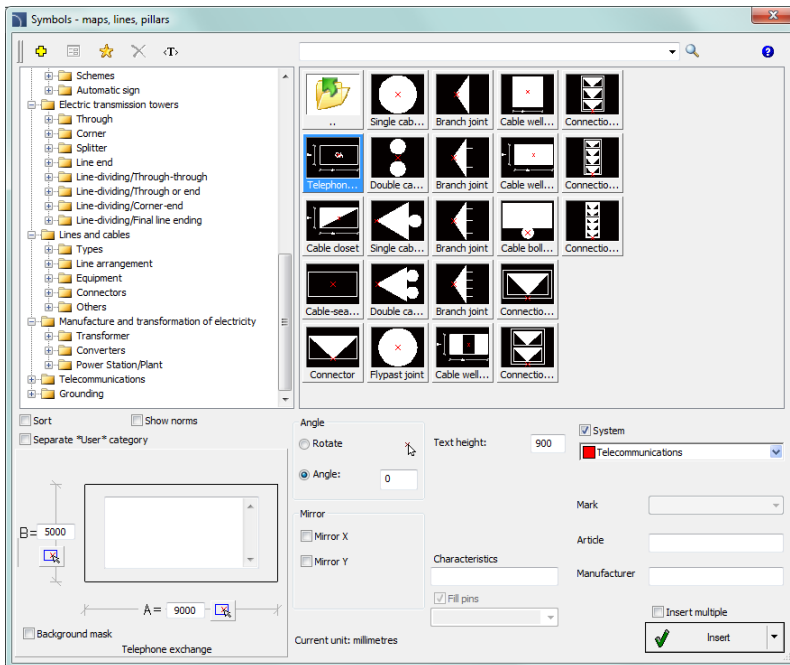 Symbols - maps, lines, pillars
<T>
Schemes
Automatic sign
Electric transmission towers
Through
Corner
Splitter
Line end
Line-dividing/Through-through
Line-dividing/Through or end
Line-dividing/Corner-end
Line-dividing/Final line ending
Lines and cables
Types
Line arrangement
Equipment
Connectors
Others
Manufacture and transformation of electricity
Transformer
Converters
Power Station/Plant
Telecommunications
Grounding
.. Single cab... Branch joint Cable well... Connectio...
Telephon... Double ca... Branch joint Cable well... Connectio...
Cable closet Single cab... Branch joint Cable boll... Connectio...
Cable-sea... Double ca... Branch joint Connectio...
Connector Flypast joint Cable well... Connectio...
Sort Show norms
Separate *User* category
B= 5000
A= 9000
Background mask
Telephone exchange
Angle
Rotate
Angle: 0
Mirror
Mirror X
Mirror Y
Current unit: millimetres
Text height: 900
Characteristics
Fill pins
System
Telecommunications
Mark
Article
Manufacturer
Insert multiple
Insert